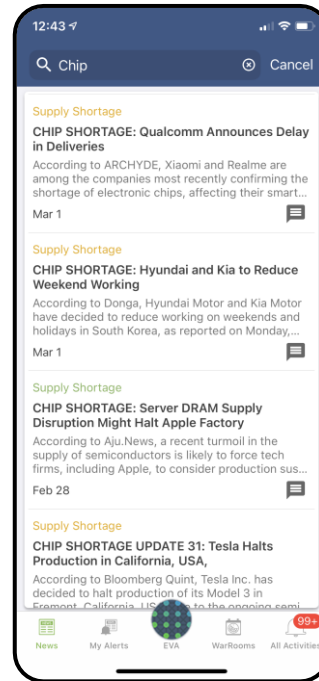 12:43
Chip
Cancel
Supply Shortage
CHIP SHORTAGE: Qualcomm Announces Delay
in Deliveries
According to ARCHYDE, Xiaomi and Realme are
among the companies most recently confirming the
shortage of electronic chips, affecting their smart...
Mar 1
Supply Shortage
CHIP SHORTAGE: Hyundai and Kia to Reduce
Weekend Working
According to Donga, Hyundai Motor and Kia Motor
have decided to reduce working on weekends and
holidays in South Korea, as reported on Monday,...
Mar 1
Supply Shortage
CHIP SHORTAGE: Server DRAM Supply
Disruption Might Halt Apple Factory
According to Aju.News, a recent turmoil in the
supply of semiconductors is likely to force tech
firms, including Apple, to consider production sus...
Feb 28
Supply Shortage
CHIP SHORTAGE UPDATE 31: Tesla Halts
Production in California, USA,
According to Bloomberg Quint, Tesla Inc. has
decided to halt production of its Model 3 in
Fremont, California, US to the ongoing semi
99+
News
My Alerts
EVA
WarRooms
All Activities